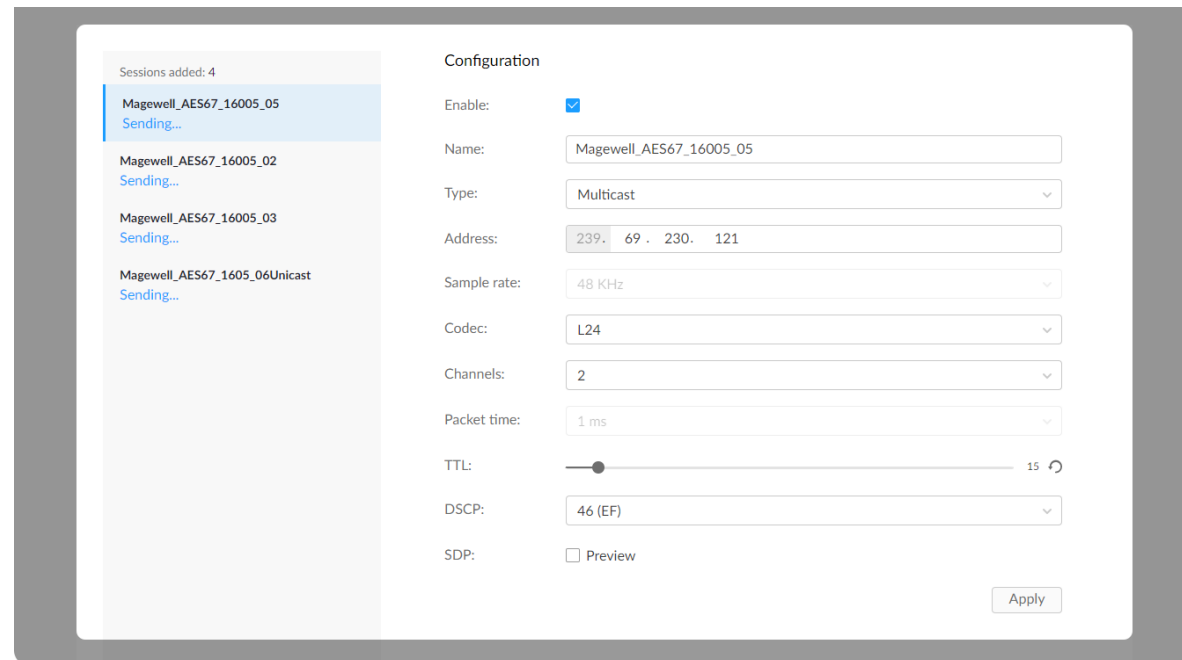 Sessions added: 4
Magewell_AES67_16005_05
Sending...
Magewell_AES67_16005_02
Sending...
Magewell_AES67_16005_03
Sending...
Magewell_AES67_1605_06Unicast
Sending...
Configuration
Enable:
Name: Magewell_AES67_16005_05
Type: Multicast
Address: 239. 69 . 230. 121
Sample rate: 48 KHz
Codec: L24
Channels: 2
Packet time: 1 ms
TTL: 15
DSCP: 46 (EF)
SDP: Preview
Apply